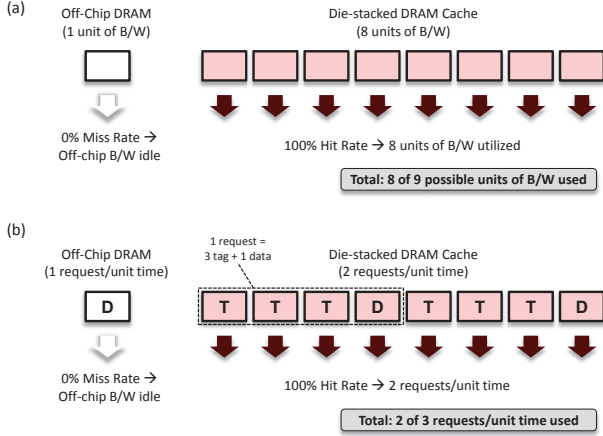 (a)
Off-Chip DRAM
(1 unit of B/W)
Die-stacked DRAM Cache
(8 units of B/W)
0% Miss Rate →
Off-chip B/W idle
100% Hit Rate → 8 units of B/W utilized
Total: 8 of 9 possible units of B/W used
(b)
Off-Chip DRAM
(1 request/unit time)
1 request =
3 tag + 1 data
Die-stacked DRAM Cache
(2 requests/unit time)
D
T T T D T T T D
0% Miss Rate →
Off-chip B/W idle
100% Hit Rate → 2 requests/unit time
Total: 2 of 3 requests/unit time used